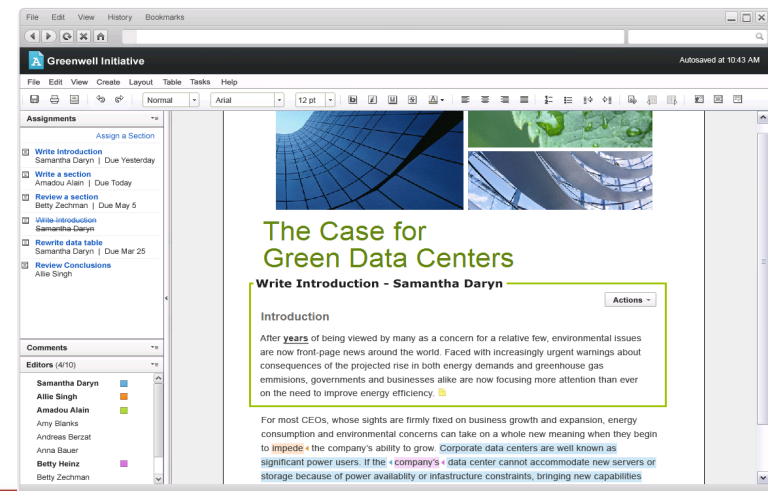 File Edit View History Bookmarks
Greenwell Initiative
Autosaved at 10:43 AM
File Edit View Create Layout Table Tasks Help
Normal Arial 12 pt b i U S A
Assignments
Assign a Section
Write Introduction
Samantha Daryn | Due Yesterday
Write a section
Amadou Alain | Due Today
Review a section
Betty Zechman | Due May 5
Write Introduction
Samantha Daryn
Rewrite data table
Samantha Daryn | Due Mar 25
Review Conclusions
Allie Singh
Comments
Editors (4/10)
Samantha Daryn
Allie Singh
Amadou Alain
Amy Blanks
Andreas Berzat
Anna Bauer
Betty Heinz
Betty Zechman
The Case for
Green Data Centers
Write Introduction - Samantha Daryn
Actions
Introduction
After years of being viewed by many as a concern for a relative few, environmental issues
are now front-page news around the world. Faced with increasingly urgent warnings about
consequences of the projected rise in both energy demands and greenhouse gas
emmisions, governments and businesses alike are now focusing more attention than ever
on the need to improve energy efficiency.
For most CEOs, whose sights are firmly fixed on business growth and expansion, energy
consumption and environmental concerns can take on a whole new meaning when they begin
to impede the company's ability to grow. Corporate data centers are well known as
significant power users. If the company's data center cannot accommodate new servers or
storage because of power availablity or infastructure constraints, bringing new capabilities